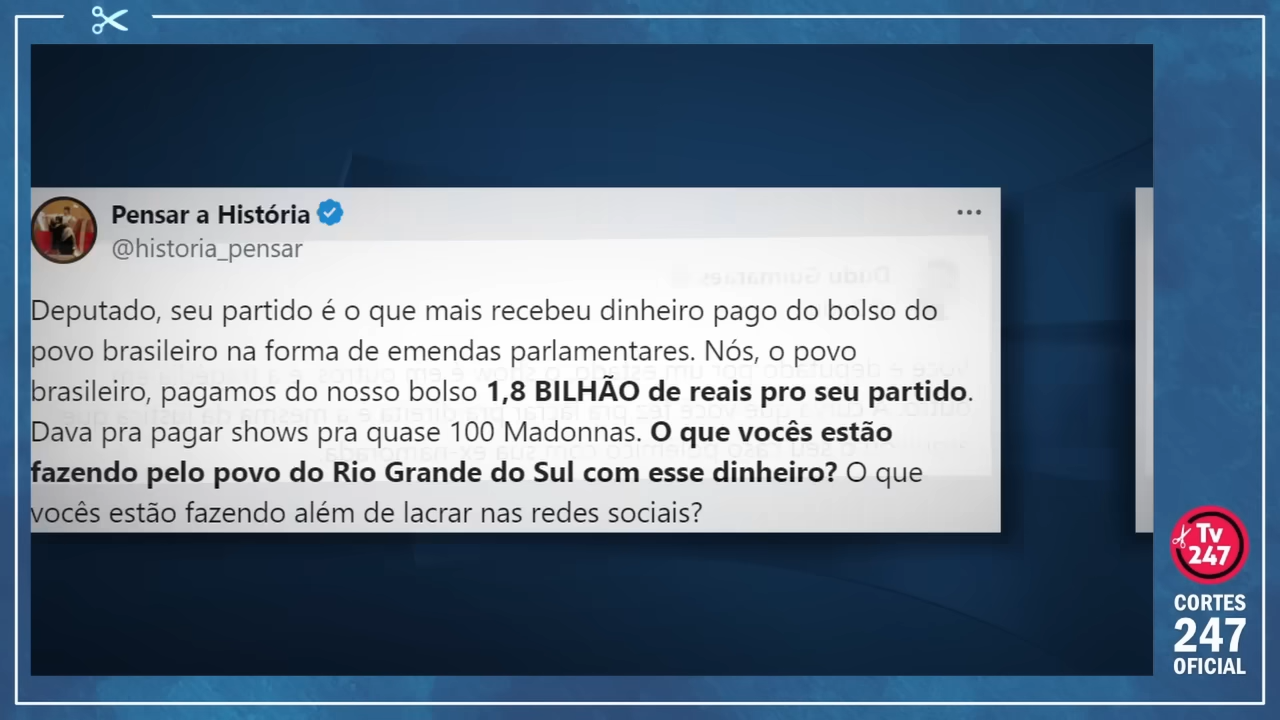 Pensar a História
@historia_pensar
Deputado, seu partido é o que mais recebeu dinheiro pago do bolso do
povo brasileiro na forma de emendas parlamentares. Nós, o povo
brasileiro, pagamos do nosso bolso 1,8 BILHÃO de reais pro seu partido.
Dava pra pagar shows pra quase 100 Madonnas. O que vocês estão
fazendo pelo povo do Rio Grande do Sul com esse dinheiro? O que
vocês estão fazendo além de lacrar nas redes sociais?
Tv
247
CORTES
247
OFICIAL